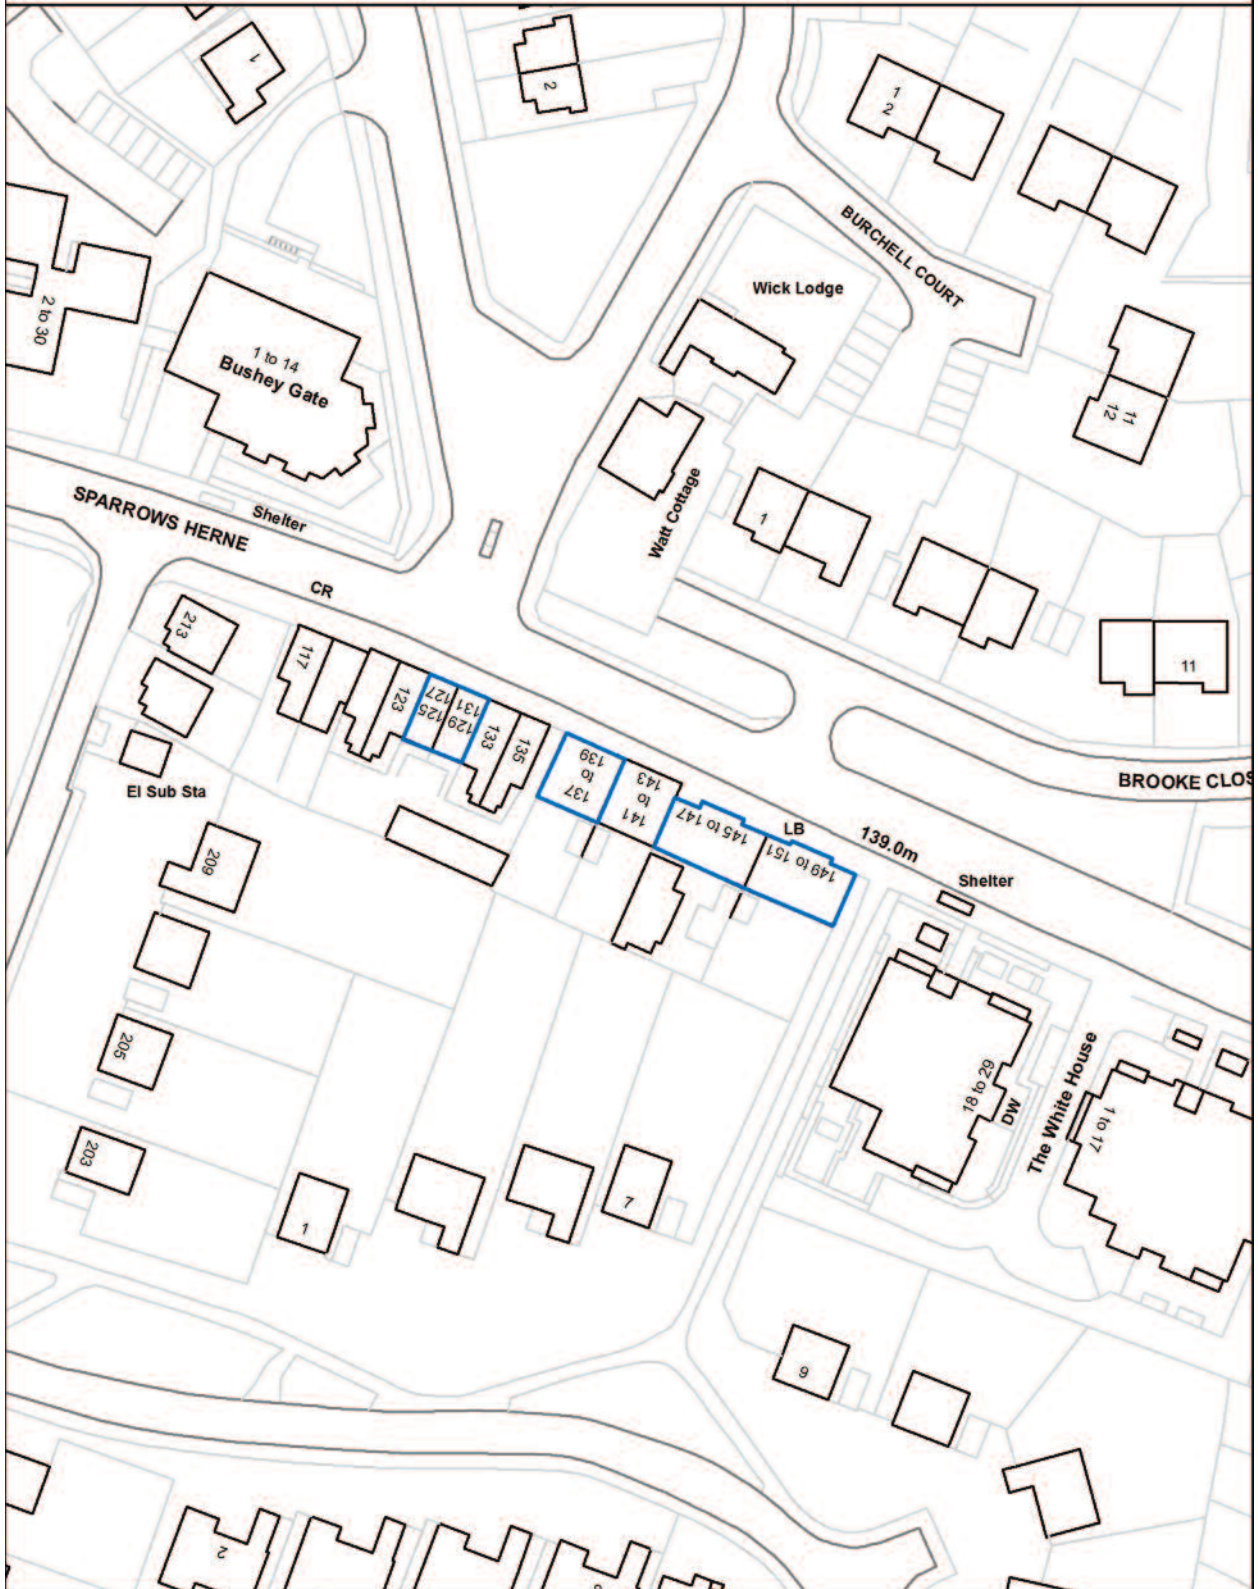 1
2
1
2
BURCHELL COURT
Wick Lodge
2 to 30
1 to 14
Bushey Gate
11
12
SPARROWS HERNE
Shelter
Watt Cottage
1
CR
213
117
11
123
127
125
131
129
133
135
139
to
137
143
to
141
145 to 147
149 to 151
LB
139.0m
BROOKE CLOS
El Sub Sta
209
Shelter
205
18 to 29
DW
The White House
1 to 17
203
1
7
9
2